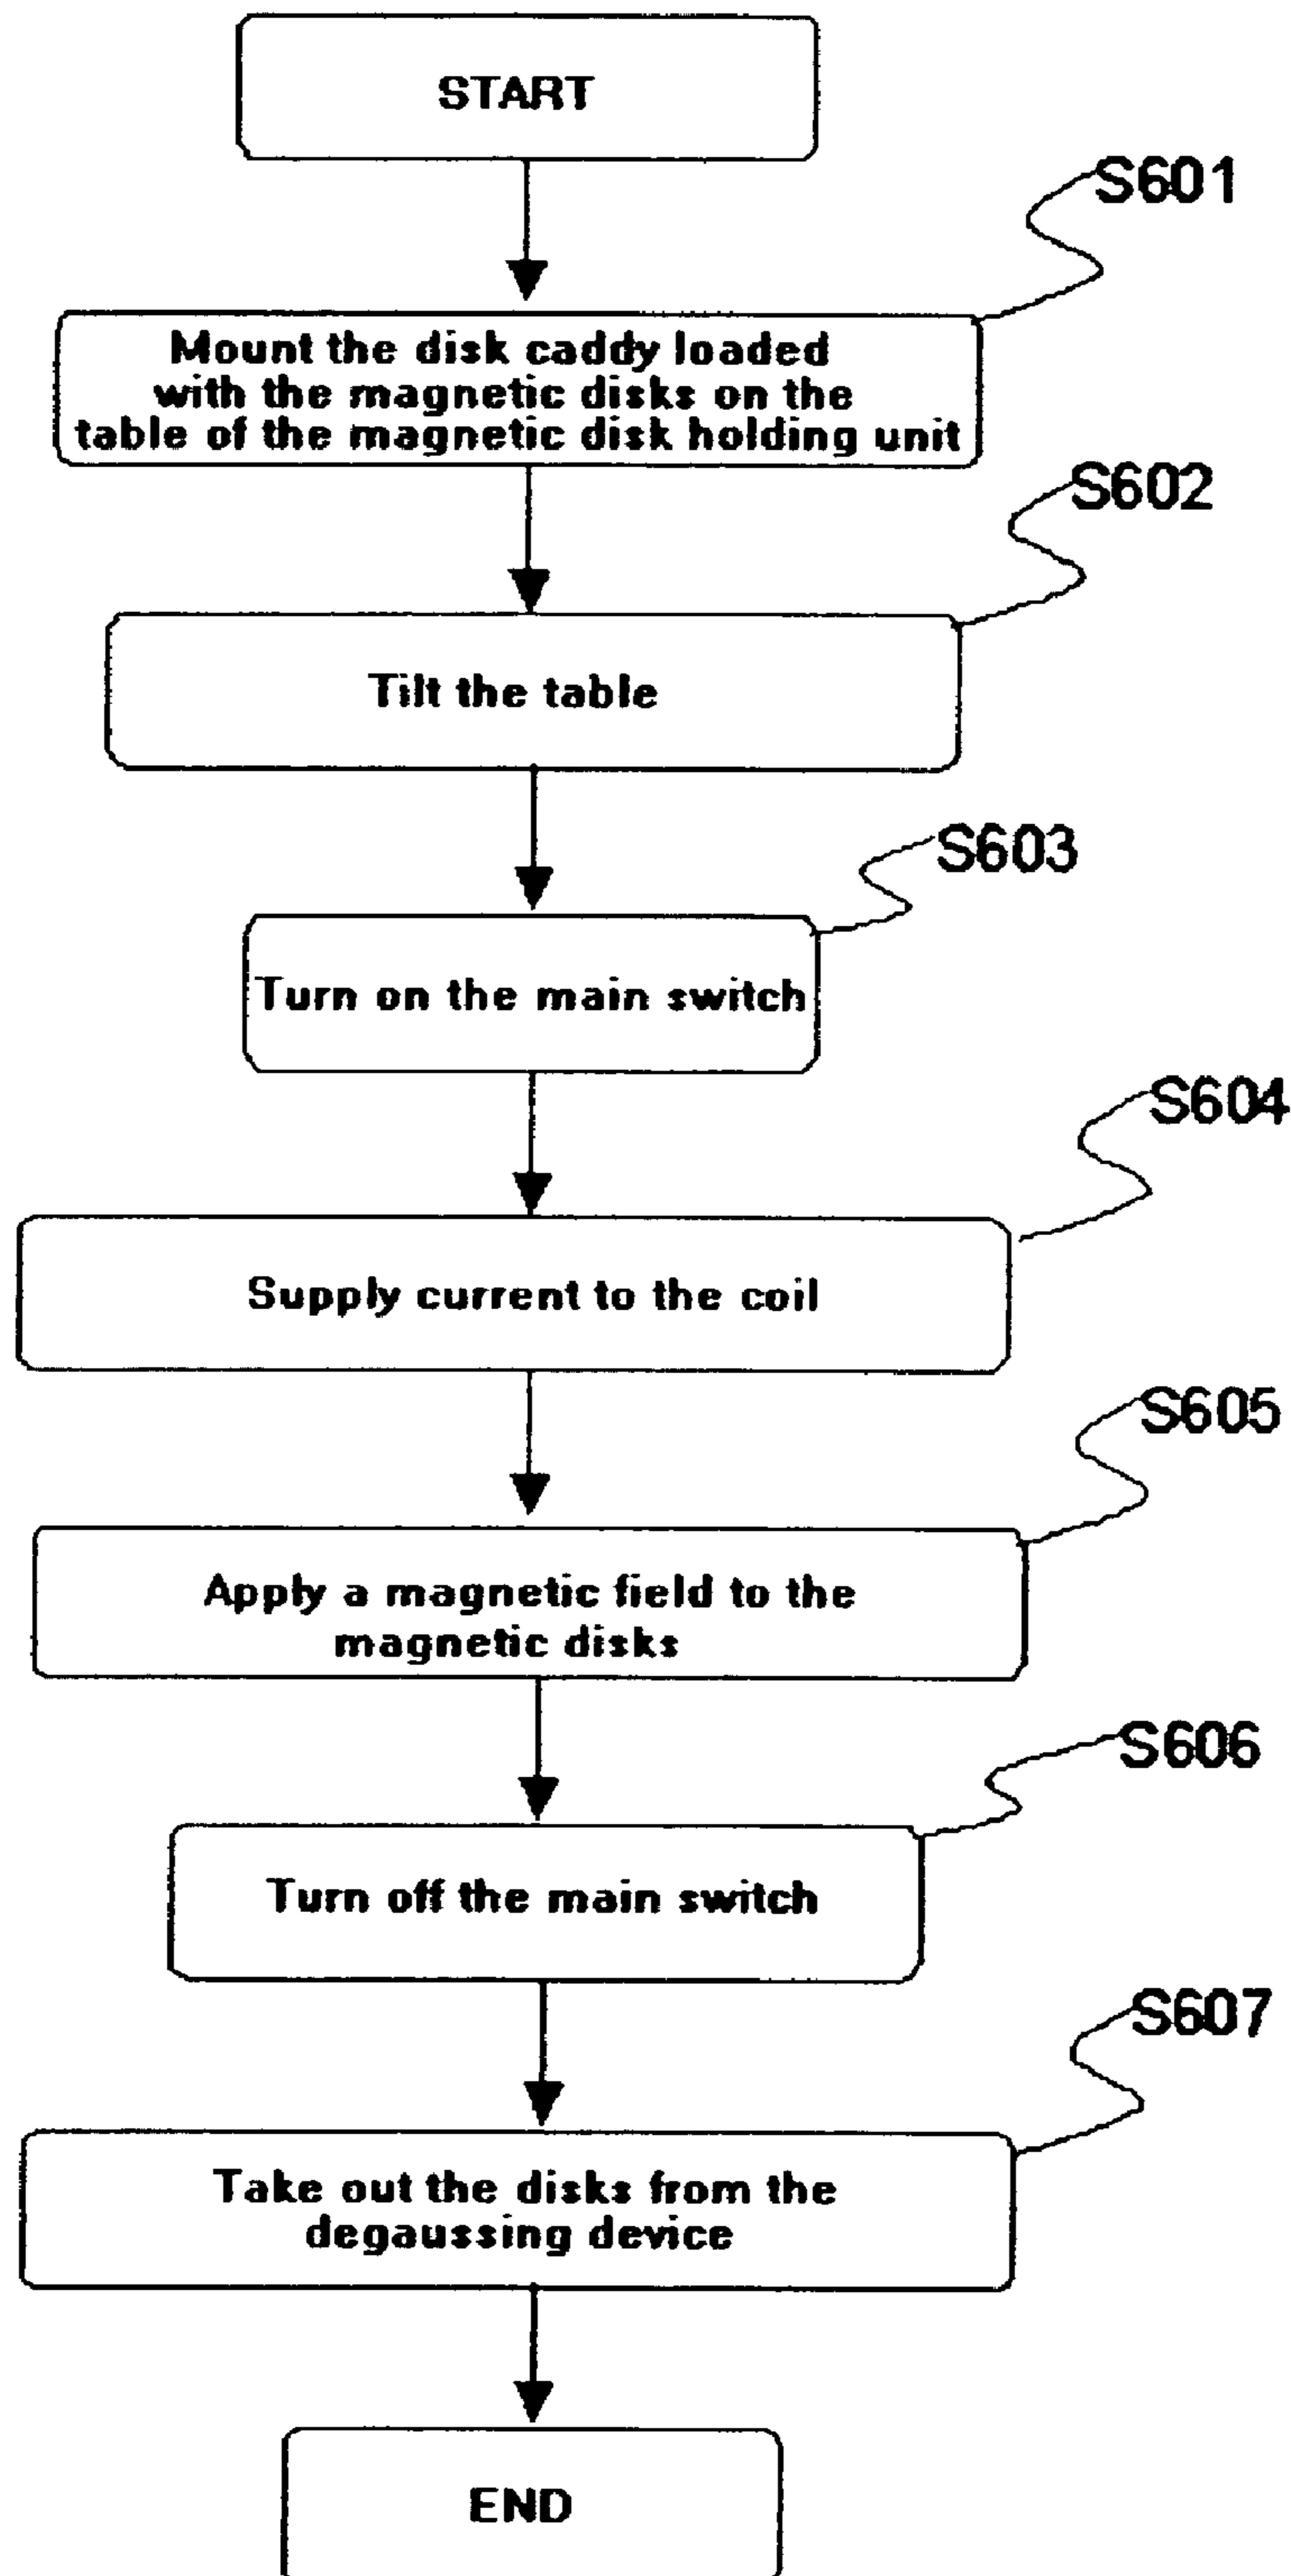 START
S601
Mount the disk caddy loaded
with the magnetic disks on the
table of the magnetic disk holding unit
S602
Tilt the table
S603
Turn on the main switch
S604
Supply current to the coil
S605
Apply a magnetic field to the
magnetic disks
S606
Turn off the main switch
S607
Take out the disks from the
degaussing device
END